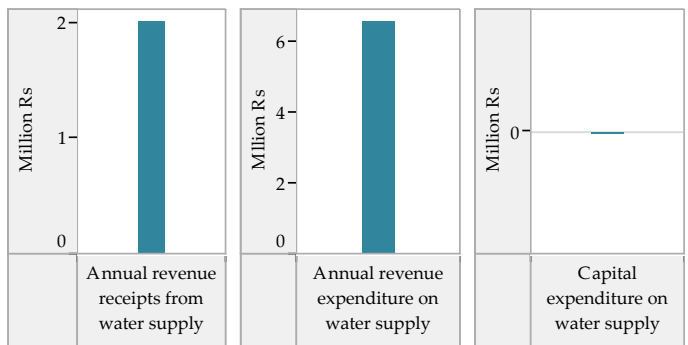 Million Rs
2
1
0
Annual revenue
receipts from
water supply
Mllion Rs
6
4
2
0
Annual revenue
expenditure on
water supply
Million Rs
0
Capital
expenditure on
water supply